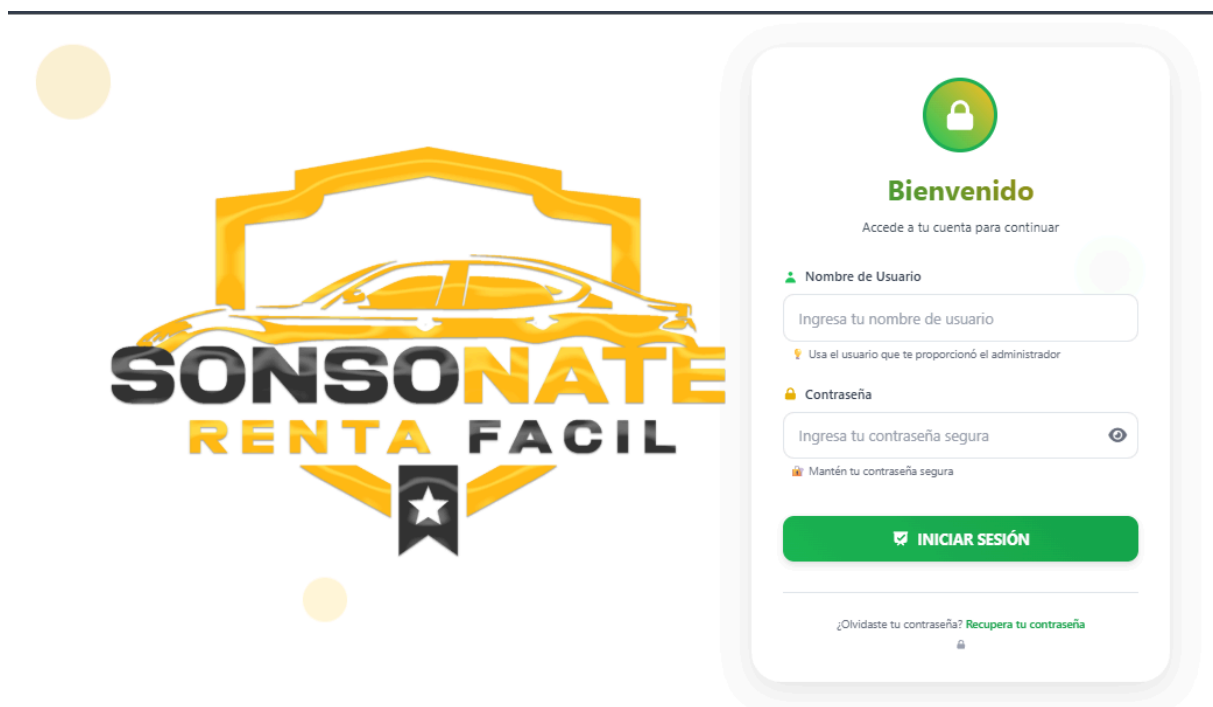 SONSONATE
RENTA FACIL
Bienvenido
Accede a tu cuenta para continuar
Nombre de Usuario
Ingresa tu nombre de usuario
Usa el usuario que te proporcionó el administrador
Contraseña
Ingresa tu contraseña segura
Mantén tu contraseña segura
INICIAR SESIÓN
¿Olvidaste tu contraseña? Recupera tu contraseña